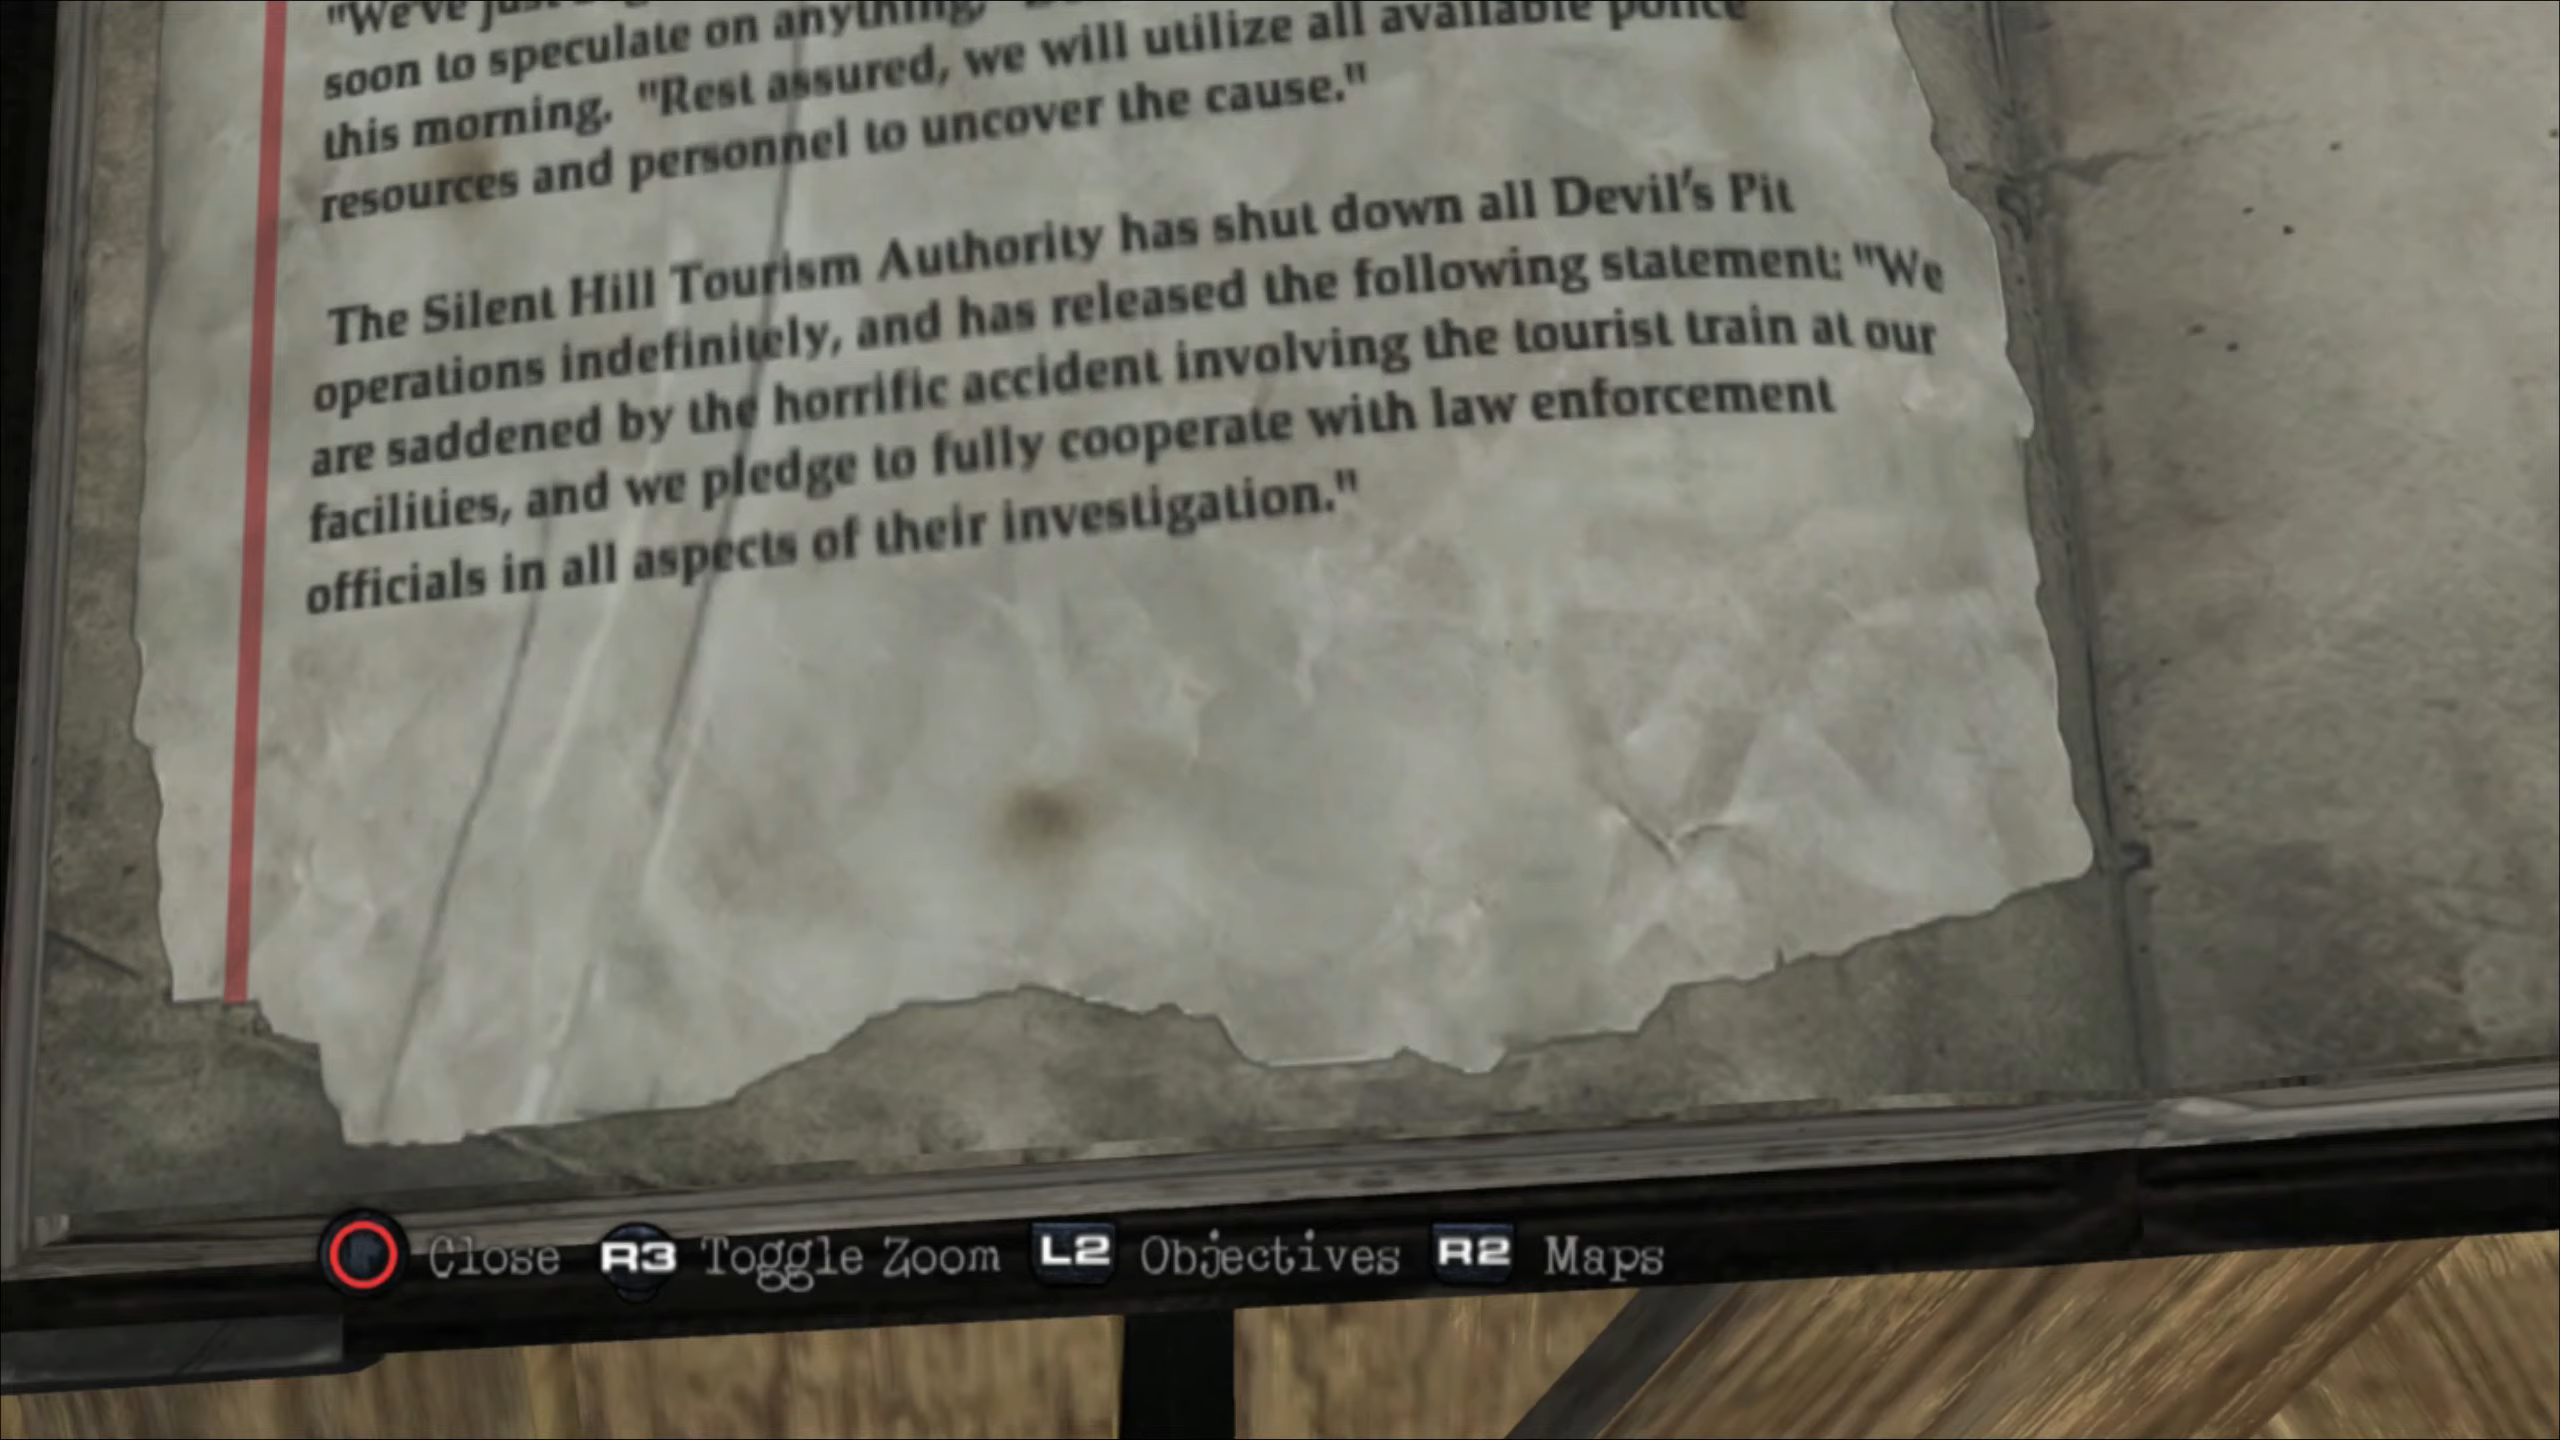 "We've just
soon to speculate on anything,"
this morning. "Rest assured, we will utilize all available police
resources and personnel to uncover the cause."
The Silent Hill Tourism Authority has shut down all Devil's Pit
operations indefinitely, and has released the following statement: "We
are saddened by the horrific accident involving the tourist train at our
facilities, and we pledge to fully cooperate with law enforcement
officials in all aspects of their investigation."
Close R3 Toggle Zoom L2 Objectives R2 Maps